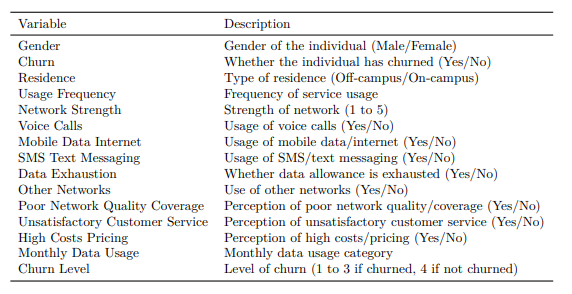 Variable Description
Gender Gender of the individual (Male/Female)
Churn Whether the individual has churned (Yes/No)
Residence Type of residence (Off-campus/On-campus)
Usage Frequency Frequency of service usage
Network Strength Strength of network (1 to 5)
Voice Calls Usage of voice calls (Yes/No)
Mobile Data Internet Usage of mobile data/internet (Yes/No)
SMS Text Messaging Usage of SMS/text messaging (Yes/No)
Data Exhaustion Whether data allowance is exhausted (Yes/No)
Other Networks Use of other networks (Yes/No)
Poor Network Quality Coverage Perception of poor network quality/coverage (Yes/No)
Unsatisfactory Customer Service Perception of unsatisfactory customer service (Yes/No)
High Costs Pricing Perception of high costs/pricing (Yes/No)
Monthly Data Usage Monthly data usage category
Churn Level Level of churn (1 to 3 if churned, 4 if not churned)